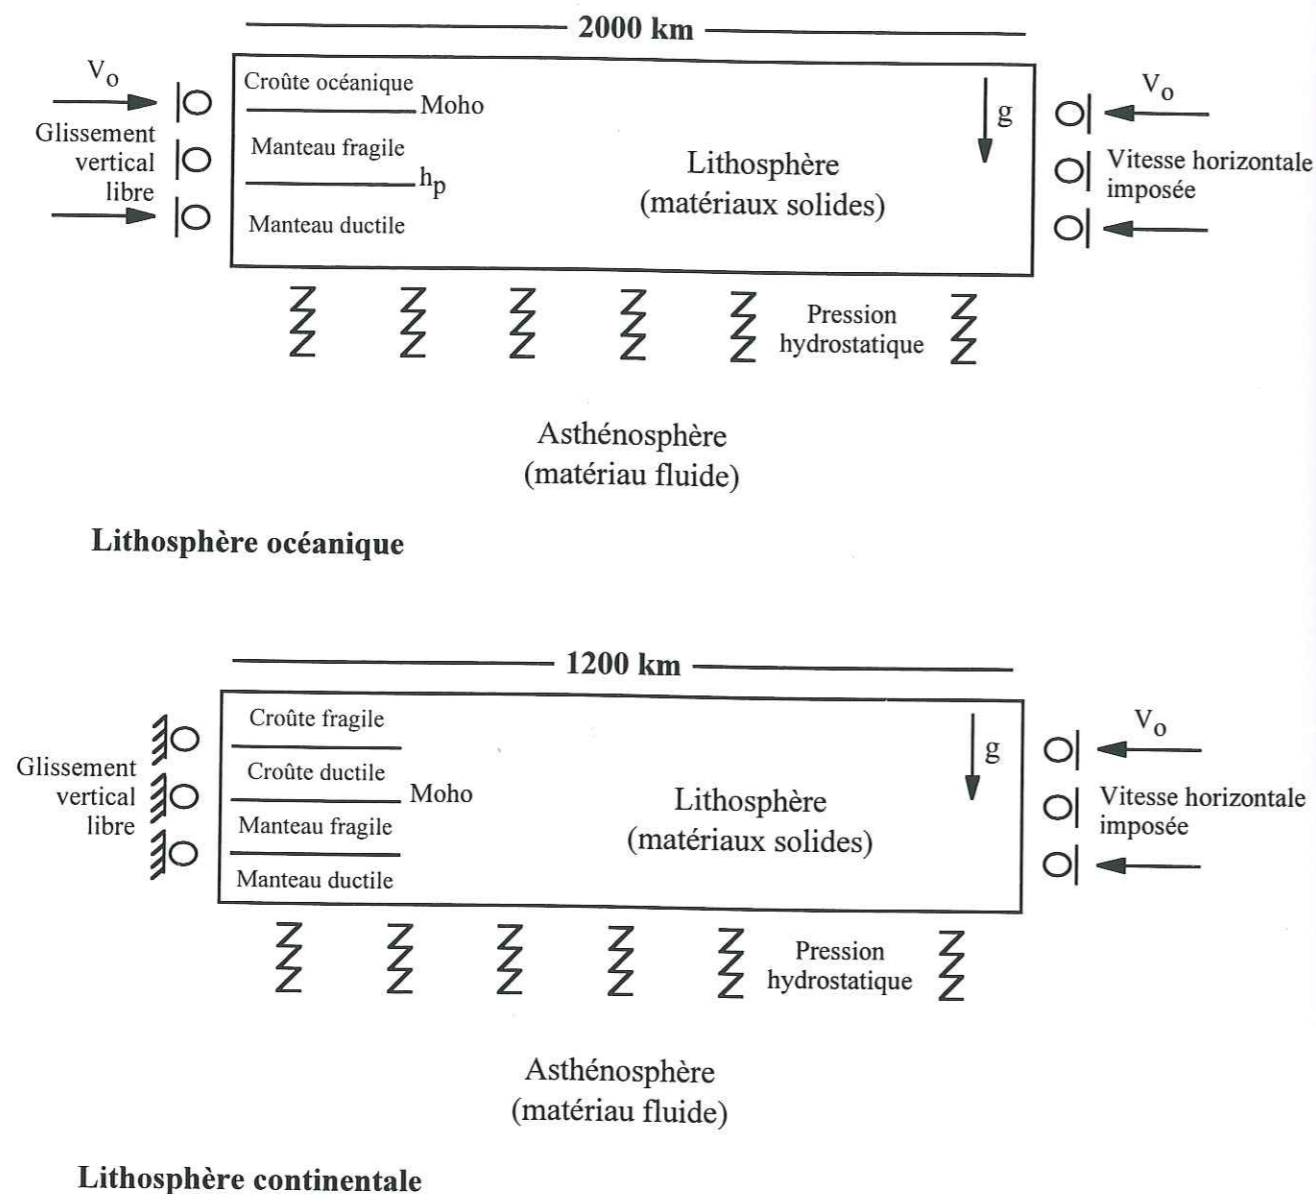 2000 km
V₀
Croûte océanique
Moho
g
V₀
Glissement
vertical
libre
Manteau fragile
hp
Manteau ductile
Lithosphère
(matériaux solides)
Vitesse horizontale
imposée
Pression
hydrostatique
Asthénosphère
(matériau fluide)
Lithosphère océanique
1200 km
Croûte fragile
g
V₀
Glissement
vertical
libre
Croûte ductile
Moho
Manteau fragile
Manteau ductile
Lithosphère
(matériaux solides)
Vitesse horizontale
imposée
Pression
hydrostatique
Asthénosphère
(matériau fluide)
Lithosphère continentale